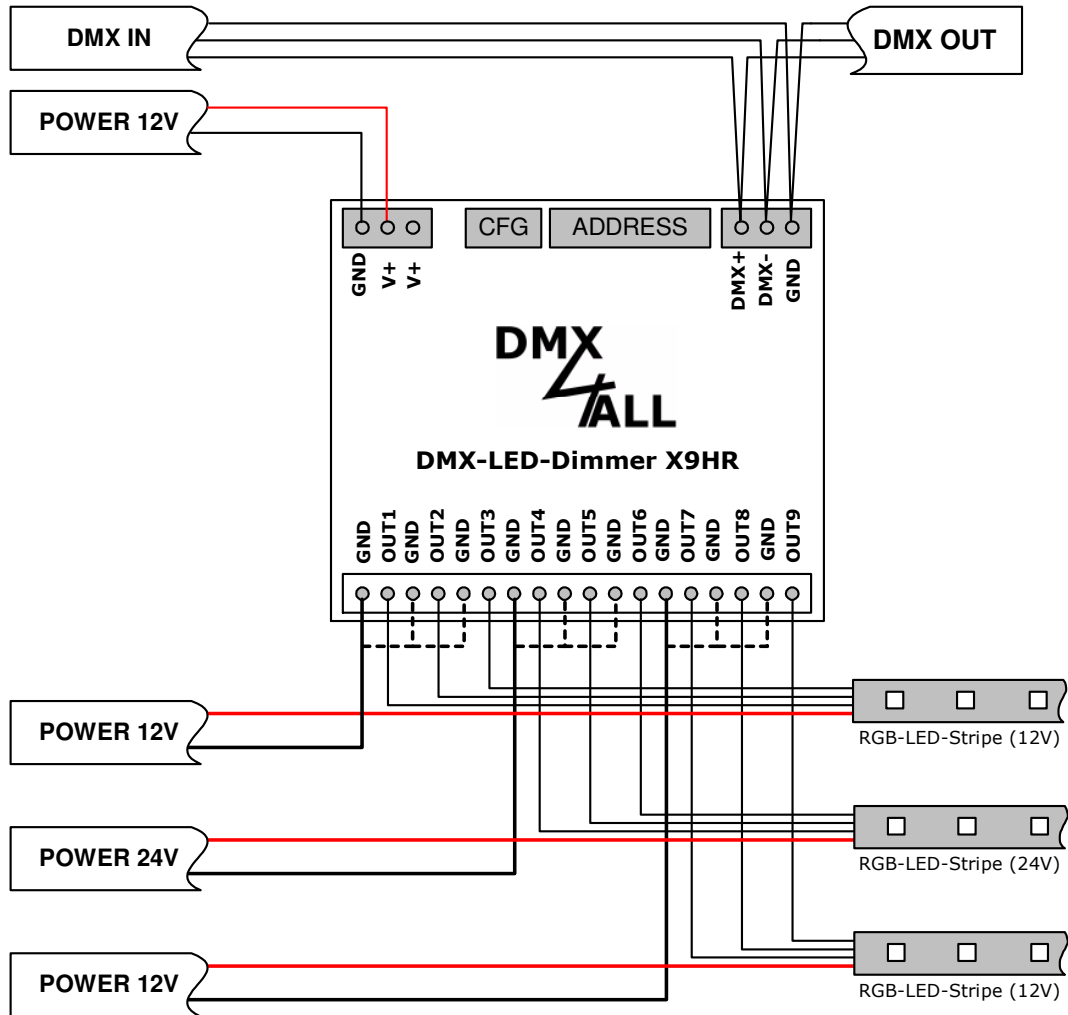 DMX IN
DMX OUT
POWER 12V
CFG
ADDRESS
GND
V+
V+
DMX+
DMX-
GND
DMX
4
ALL
DMX-LED-Dimmer X9HR
GND
OUT1
GND
OUT2
GND
OUT3
GND
OUT4
GND
OUT5
GND
OUT6
GND
OUT7
GND
OUT8
GND
OUT9
POWER 12V
RGB-LED-Stripe (12V)
POWER 24V
RGB-LED-Stripe (24V)
POWER 12V
RGB-LED-Stripe (12V)